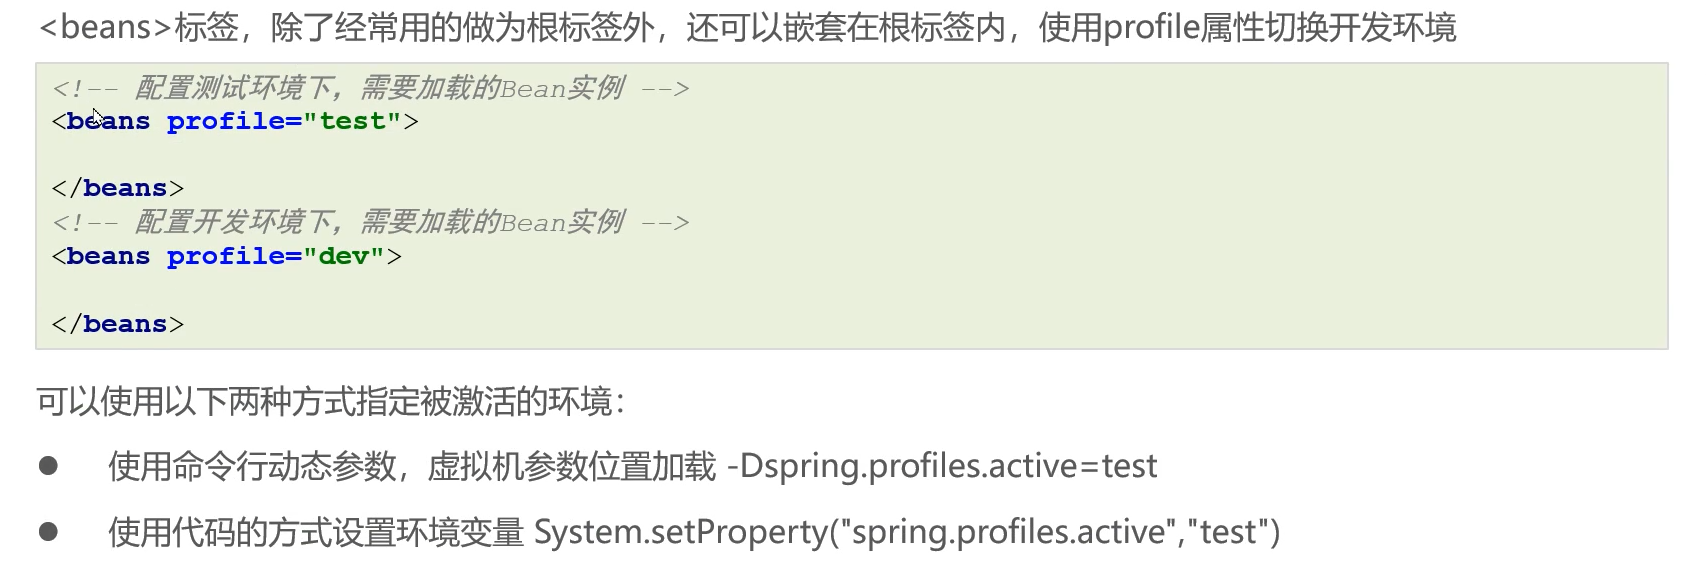 <beans>标签，除了经常用的做为根标签外，还可以嵌套在根标签内，使用profile属性切换开发环境
<!-- 配置测试环境下，需要加载的Bean实例 -->
<beans profile="test">
</beans>
<!-- 配置开发环境下，需要加载的Bean实例 -->
<beans profile="dev">
</beans>
可以使用以下两种方式指定被激活的环境：
● 使用命令行动态参数，虚拟机参数位置加载 -Dspring.profiles.active=test
● 使用代码的方式设置环境变量 System.setProperty("spring.profiles.active","test")